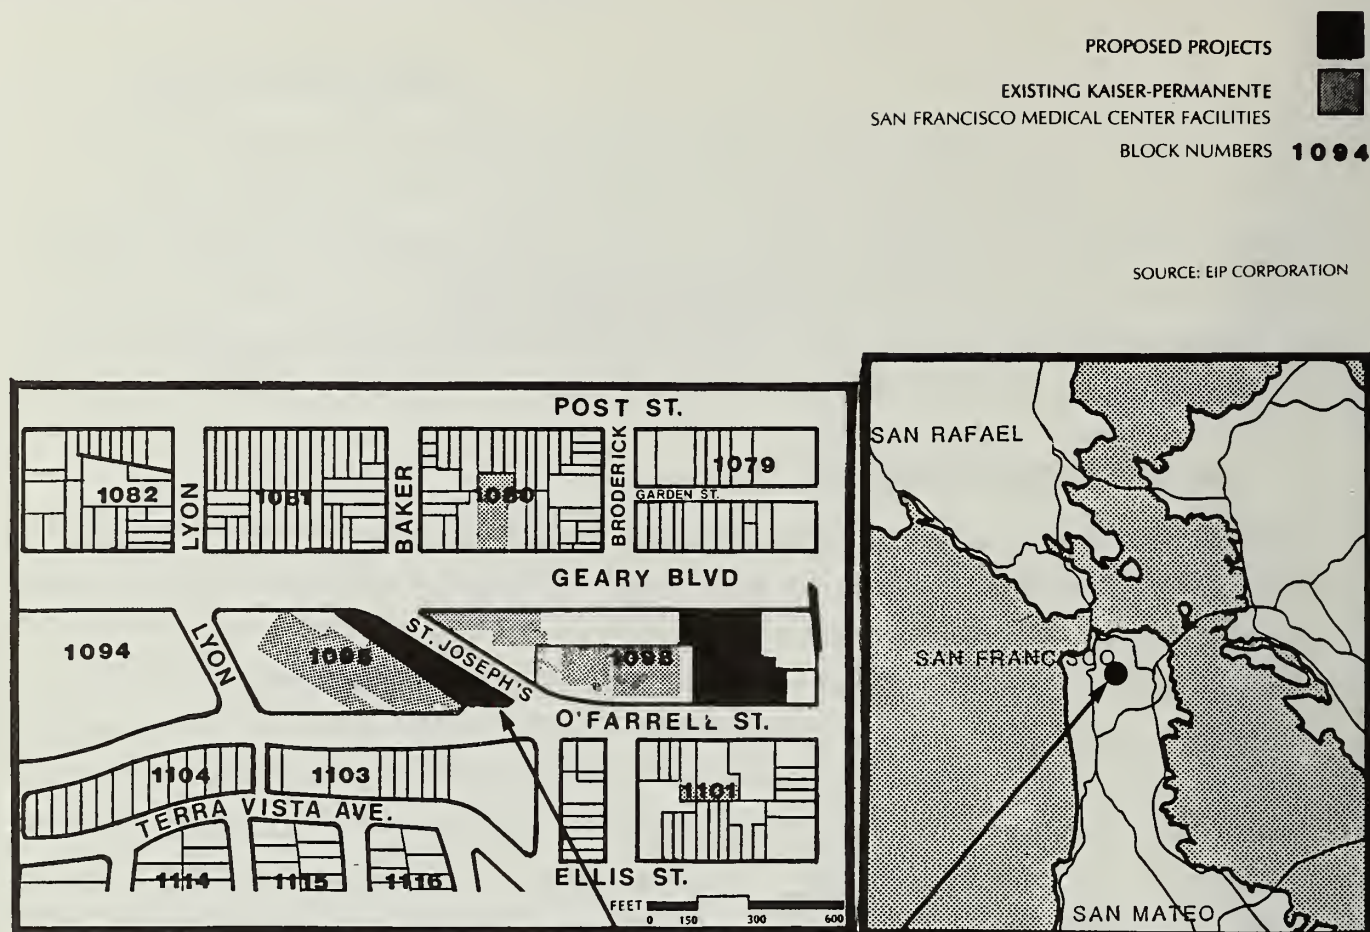 PROPOSED PROJECTS
EXISTING KAISER-PERMANENTE
SAN FRANCISCO MEDICAL CENTER FACILITIES
BLOCK NUMBERS 1094
SOURCE: EIP CORPORATION
POST ST.
1082
LYON
1081
BAKER
1080
BRODERICK
1079
GARDEN ST.
GEARY BLVD
1094
LYON
1095
ST. JOSEPH'S
1098
O'FARRELL ST.
1104
1103
1101
TERRA VISTA AVE.
1114
1115
1116
ELLIS ST.
FEET
0 150 300 600
SAN RAFAEL
SAN FRANCISCO
SAN MATEO